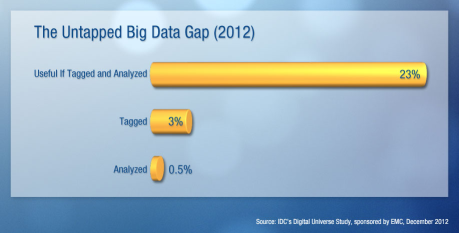 The Untapped Big Data Gap (2012)
Useful If Tagged and Analyzed
23%
Tagged
3%
Analyzed
0.5%
Source: IDC's Digital Universe Study, sponsored by EMC, December 2012